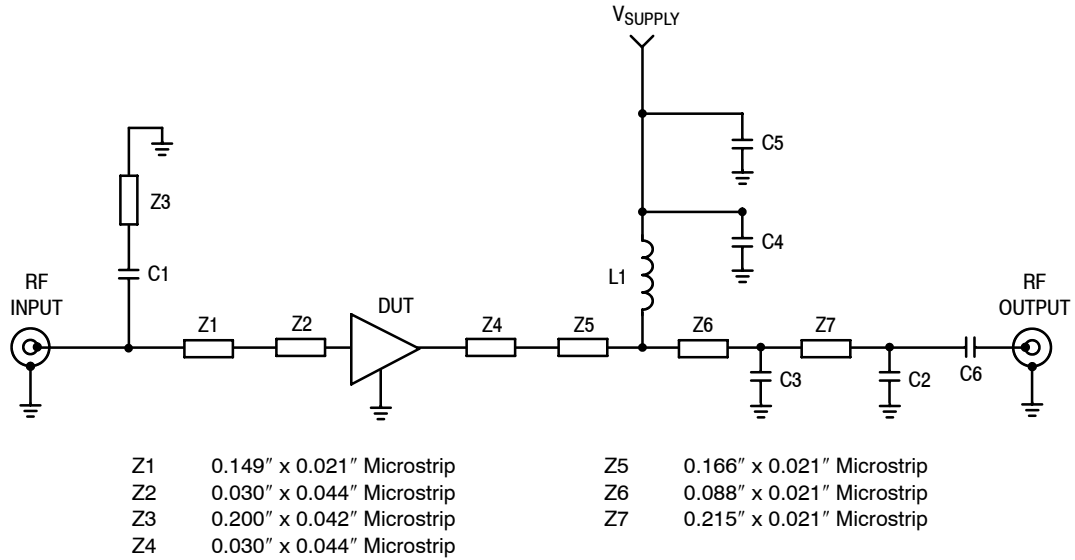 VSUPPLY
C5
Z3
C4
C1
L1
RF
INPUT
DUT
RF
OUTPUT
Z1
Z2
Z4
Z5
Z6
Z7
C3
C2
C6
Z1 0.149″ x 0.021″ Microstrip
Z2 0.030″ x 0.044″ Microstrip
Z3 0.200″ x 0.042″ Microstrip
Z4 0.030″ x 0.044″ Microstrip
Z5 0.166″ x 0.021″ Microstrip
Z6 0.088″ x 0.021″ Microstrip
Z7 0.215″ x 0.021″ Microstrip